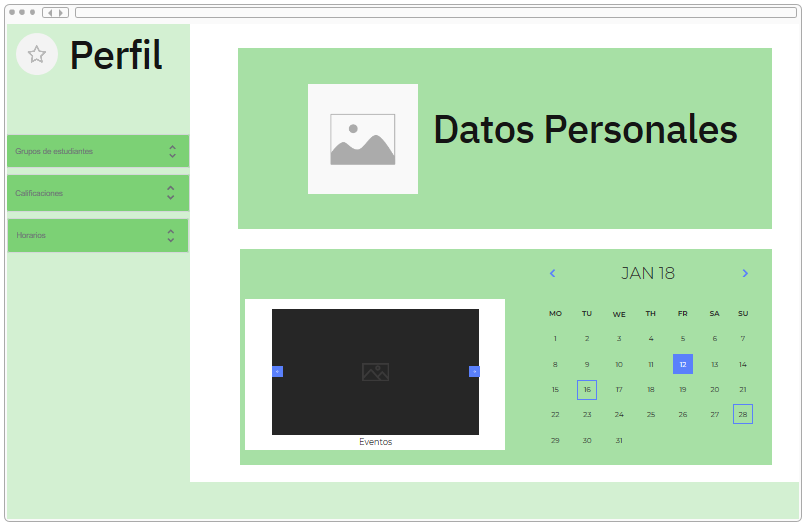 Perfil
Grupos de estudiantes
Calificaciones
Horarios
Datos Personales
Eventos
JAN 18
MO TU WE TH FR SA SU
1 2 3 4 5 6 7
8 9 10 11 12 13 14
15 16 17 18 19 20 21
22 23 24 25 26 27 28
29 30 31